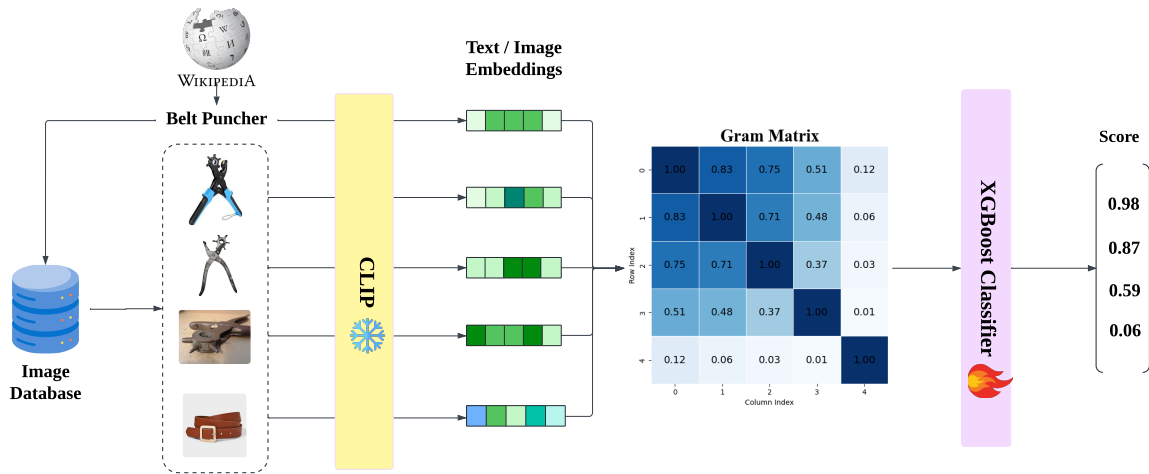 WIKIPEDIA
Belt Puncher
Image
Database
CLIP
Text / Image
Embeddings
Gram Matrix
Row Index
0
1
2
3
4
1.00 0.83 0.75 0.51 0.12
0.83 1.00 0.71 0.48 0.06
0.75 0.71 1.00 0.37 0.03
0.51 0.48 0.37 1.00 0.01
0.12 0.06 0.03 0.01 1.00
0 1 2 3 4
Column Index
XGBoost Classifier
Score
0.98
0.87
0.59
0.06